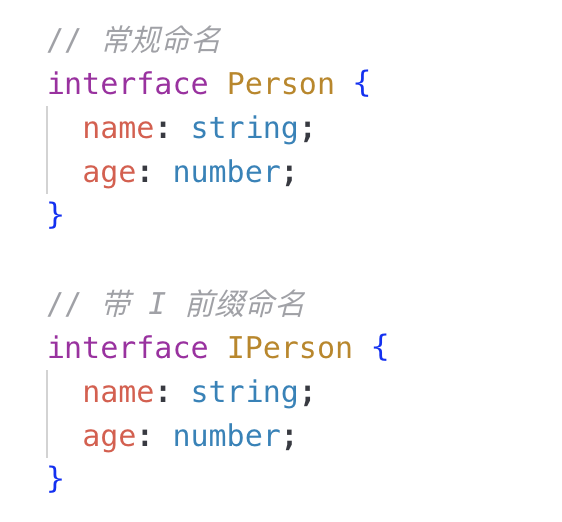 // 常规命名
interface Person {
  name: string;
  age: number;
}
// 带 I 前缀命名
interface IPerson {
  name: string;
  age: number;
}